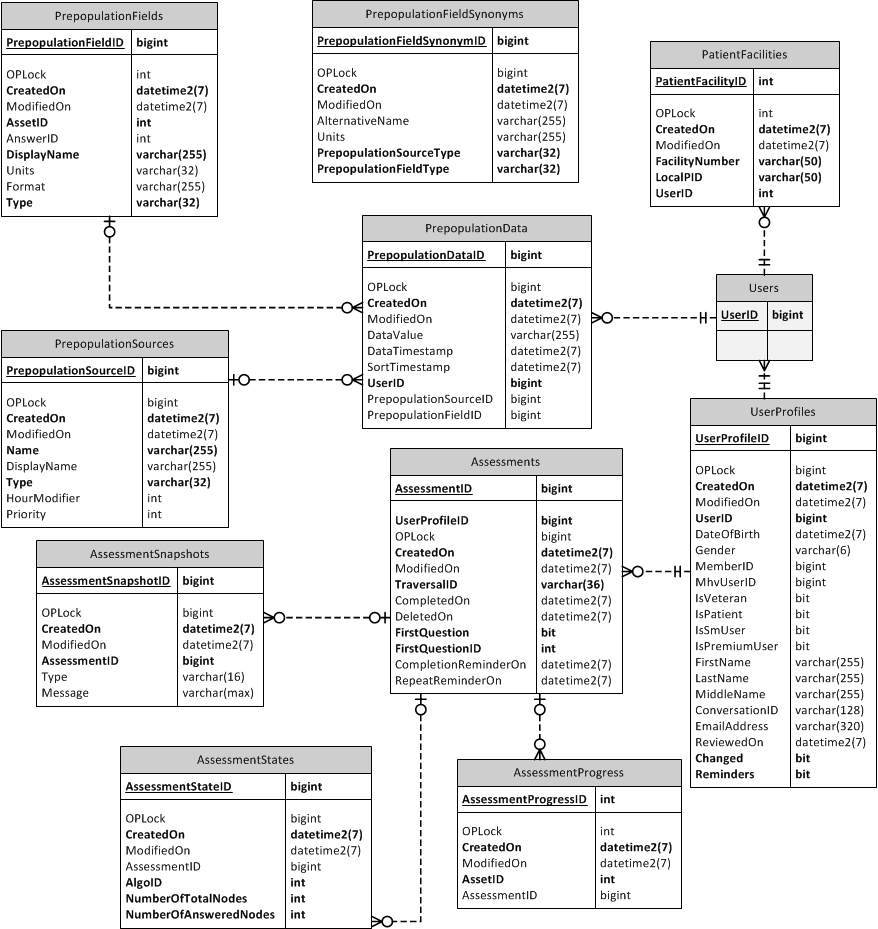 PrepopulationFields
PrepopulationFieldID bigint
OPLock int
CreatedOn datetime2(7)
ModifiedOn datetime2(7)
AssetID int
AnswerID int
DisplayName varchar(255)
Units varchar(32)
Format varchar(255)
Type varchar(32)
PrepopulationFieldSynonyms
PrepopulationFieldSynonymID bigint
OPLock bigint
CreatedOn datetime2(7)
ModifiedOn datetime2(7)
AlternativeName varchar(255)
Units varchar(255)
PrepopulationSourceType varchar(32)
PrepopulationFieldType varchar(32)
PatientFacilities
PatientFacilityID int
OPLock int
CreatedOn datetime2(7)
ModifiedOn datetime2(7)
FacilityNumber varchar(50)
LocalPID varchar(50)
UserID int
PrepopulationData
PrepopulationDataID bigint
OPLock bigint
CreatedOn datetime2(7)
ModifiedOn datetime2(7)
DataValue varchar(255)
DataTimestamp datetime2(7)
SortTimestamp datetime2(7)
UserID bigint
PrepopulationSourceID bigint
PrepopulationFieldID bigint
Users
UserID bigint
PrepopulationSources
PrepopulationSourceID bigint
OPLock bigint
CreatedOn datetime2(7)
ModifiedOn datetime2(7)
Name varchar(255)
DisplayName varchar(255)
Type varchar(32)
HourModifier int
Priority int
UserProfiles
UserProfileID bigint
OPLock bigint
CreatedOn datetime2(7)
ModifiedOn datetime2(7)
UserID bigint
DateOfBirth datetime2(7)
Gender varchar(6)
MemberID bigint
MhvUserID bigint
IsVeteran bit
IsPatient bit
IsSmUser bit
IsPremiumUser bit
FirstName varchar(255)
LastName varchar(255)
MiddleName varchar(255)
ConversationID varchar(128)
EmailAddress varchar(320)
ReviewedOn datetime2(7)
Changed bit
Reminders bit
Assessments
AssessmentID bigint
UserProfileID bigint
OPLock bigint
CreatedOn datetime2(7)
ModifiedOn datetime2(7)
TraversalID varchar(36)
CompletedOn datetime2(7)
DeletedOn datetime2(7)
FirstQuestion bit
FirstQuestionID int
CompletionReminderOn datetime2(7)
RepeatReminderOn datetime2(7)
AssessmentSnapshots
AssessmentSnapshotID bigint
OPLock bigint
CreatedOn datetime2(7)
ModifiedOn datetime2(7)
AssessmentID bigint
Type varchar(16)
Message varchar(max)
AssessmentStates
AssessmentStateID bigint
OPLock bigint
CreatedOn datetime2(7)
ModifiedOn datetime2(7)
AssessmentID bigint
AlgoID int
NumberOfTotalNodes int
NumberOfAnsweredNodes int
AssessmentProgress
AssessmentProgressID int
OPLock int
CreatedOn datetime2(7)
ModifiedOn datetime2(7)
AssetID int
AssessmentID bigint